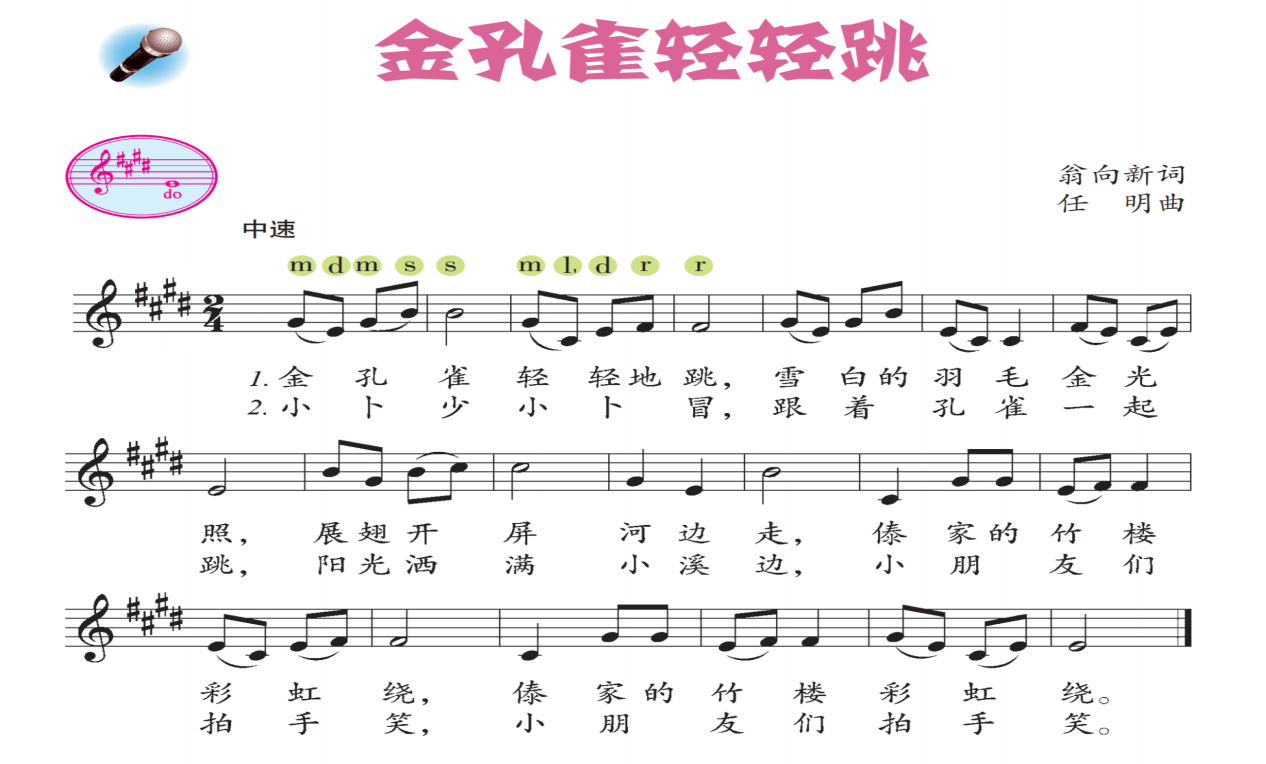 金孔雀轻轻跳
do
翁向新词
任 明曲
中速
m d m s s m l, d r r
2
4
1. 金 孔 雀 轻 轻 地 跳， 雪 白 的 羽 毛 金 光
2. 小 卜 少 小 卜 冒， 跟 着 孔 雀 一 起
照， 展 翅 开 屏 河 边 走， 傣 家 的 竹 楼
跳， 阳 光 洒 满 小 溪 边， 小 朋 友 们
彩 虹 绕， 傣 家 的 竹 楼 彩 虹 绕。
拍 手 笑， 小 朋 友 们 拍 手 笑。